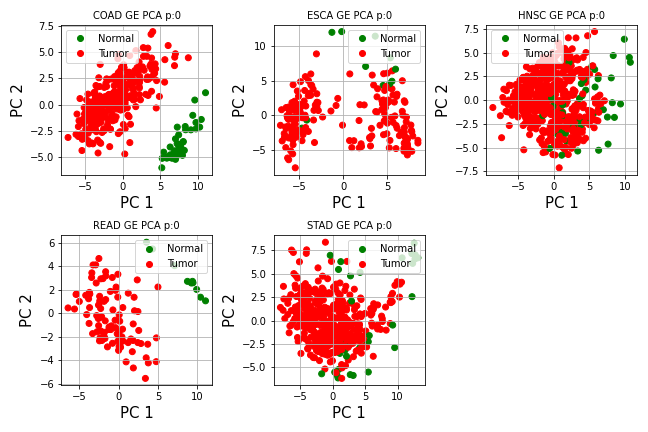 COAD GE PCA p:0
ESCA GE PCA p:0
HNSC GE PCA p:0
7.5
5.0
2.5
0.0
−2.5
−5.0
PC 2
Normal
Tumor
−5
0
5
10
PC 1
10
5
0
−5
PC 2
Normal
Tumor
−5
0
5
PC 1
7.5
5.0
2.5
0.0
−2.5
−5.0
−7.5
PC 2
Normal
Tumor
−5
0
5
10
PC 1
READ GE PCA p:0
STAD GE PCA p:0
6
4
2
0
−2
−4
−6
PC 2
Normal
Tumor
−5
0
5
10
PC 1
7.5
5.0
2.5
0.0
−2.5
−5.0
PC 2
Normal
Tumor
−5
0
5
10
PC 1